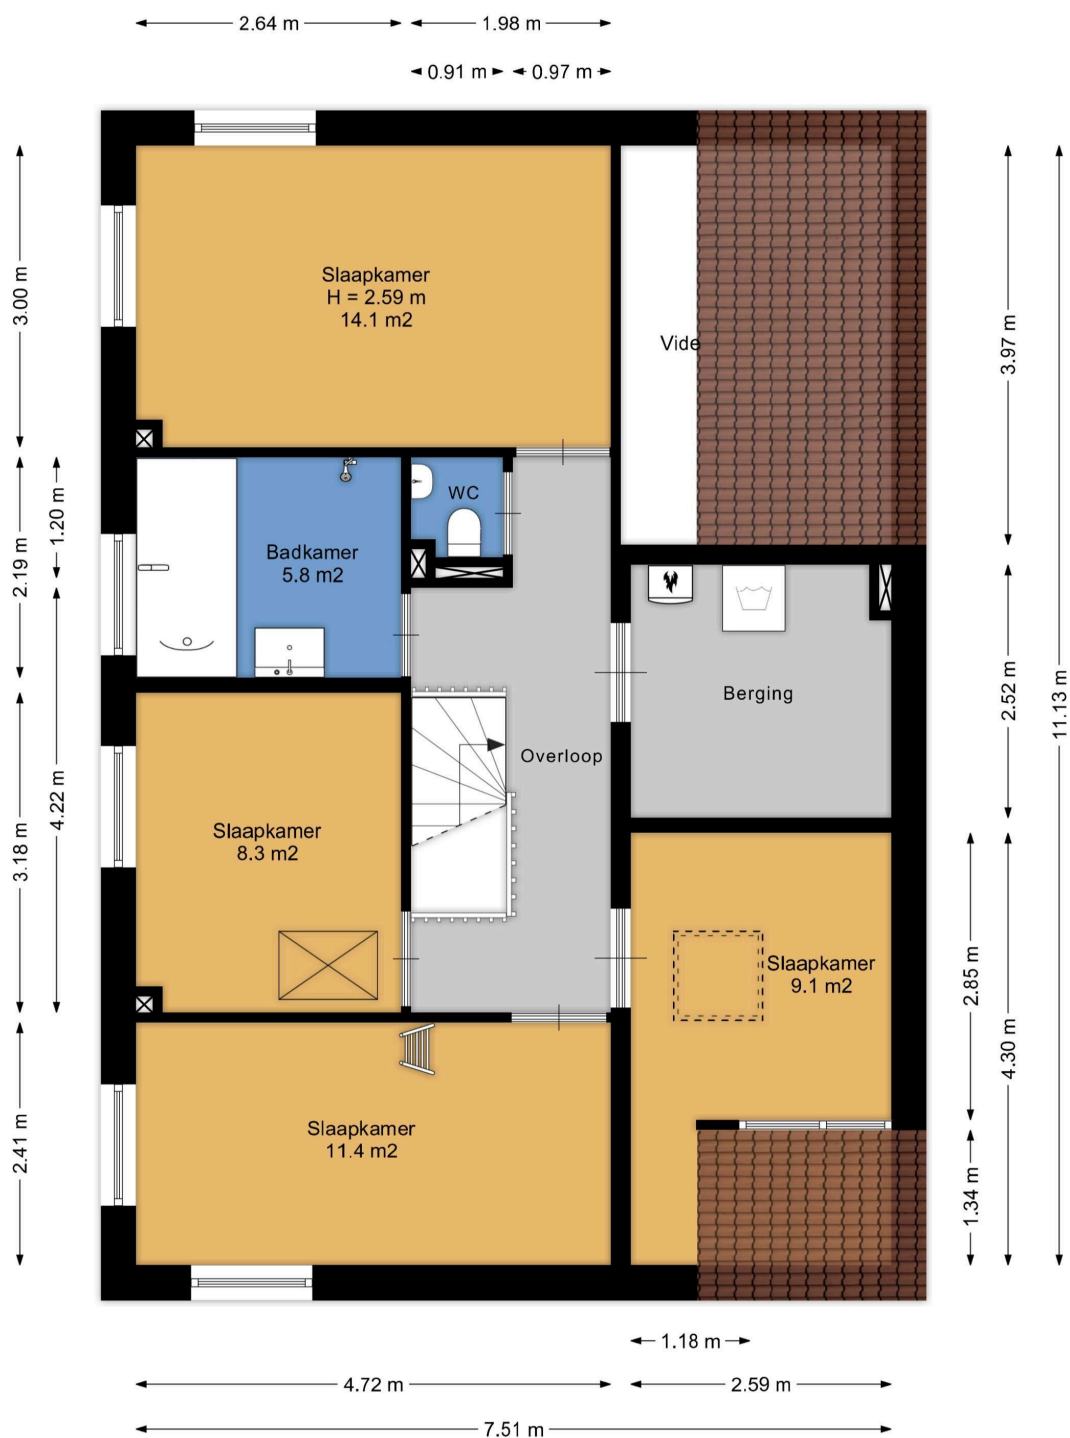 2.64 m
1.98 m
0.91 m
0.97 m
Slaapkamer
H = 2.59 m
14.1 m2
3.00 m
Vide
3.97 m
WC
1.20 m
2.19 m
Badkamer
5.8 m2
Berging
2.52 m
11.13 m
Overloop
4.22 m
3.18 m
Slaapkamer
8.3 m2
Slaapkamer
9.1 m2
2.85 m
4.30 m
Slaapkamer
11.4 m2
2.41 m
1.34 m
1.18 m
4.72 m
2.59 m
7.51 m